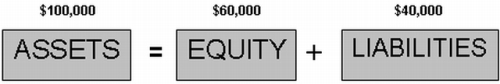 $100,000 $60,000 $40,000
ASSETS = EQUITY + LIABILITIES